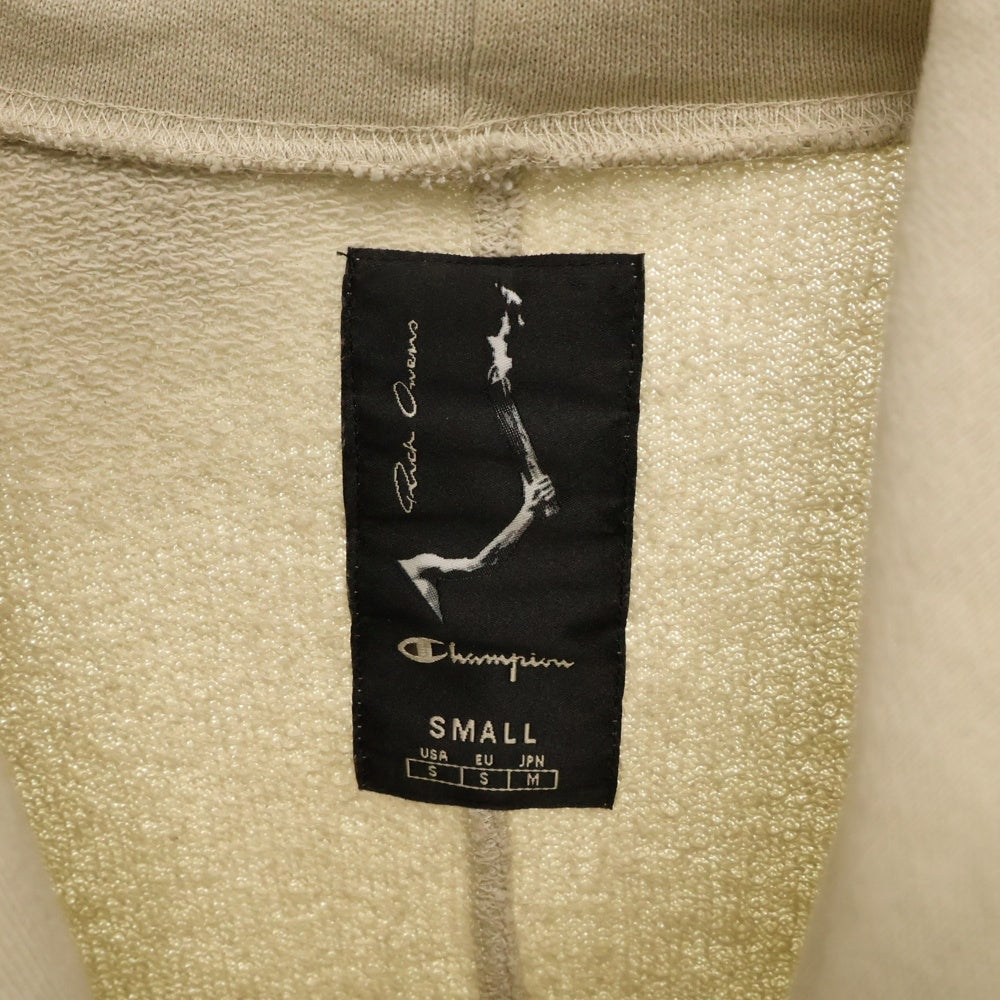 Rick Owens
Champion
SMALL
USA EU JPN
S S M